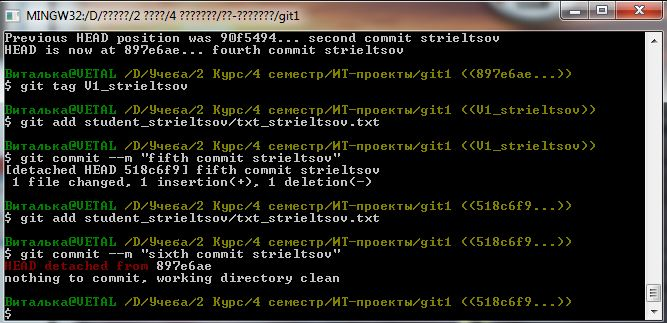 MINGW32:/D/?????/2 ????/4 ???????/??-???????/git1
Previous HEAD position was 90f5494... second commit strieltsov
HEAD is now at 897e6ae... fourth commit strieltsov
Виталька@VETAL /D/Учеба/2 Курс/4 семестр/ИТ-проекты/git1 ((897e6ae...))
$ git tag V1_strieltsov
Виталька@VETAL /D/Учеба/2 Курс/4 семестр/ИТ-проекты/git1 ((V1_strieltsov))
$ git add student_strieltsov/txt_strieltsov.txt
Виталька@VETAL /D/Учеба/2 Курс/4 семестр/ИТ-проекты/git1 ((V1_strieltsov))
$ git commit --m "fifth commit strieltsov"
[detached HEAD 518c6f9] fifth commit strieltsov
1 file changed, 1 insertion(+), 1 deletion(-)
Виталька@VETAL /D/Учеба/2 Курс/4 семестр/ИТ-проекты/git1 ((518c6f9...))
$ git add student_strieltsov/txt_strieltsov.txt
Виталька@VETAL /D/Учеба/2 Курс/4 семестр/ИТ-проекты/git1 ((518c6f9...))
$ git commit --m "sixth commit strieltsov"
HEAD detached from 897e6ae
nothing to commit, working directory clean
Виталька@VETAL /D/Учеба/2 Курс/4 семестр/ИТ-проекты/git1 ((518c6f9...))
$